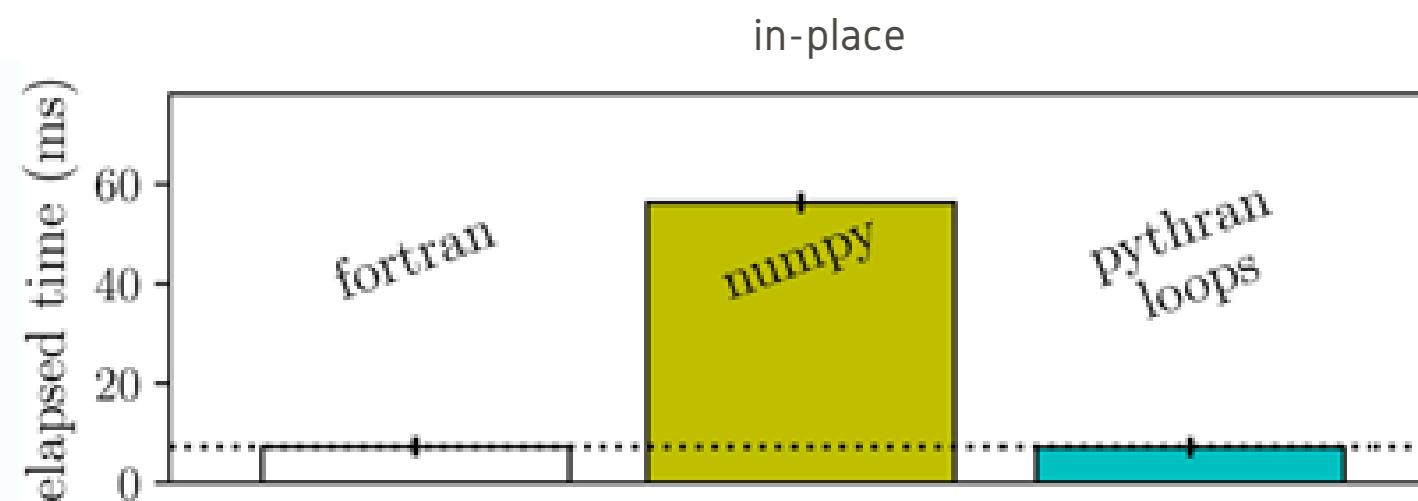 in-place
elapsed time (ms)
60
40
20
0
fortran
numpy
pythran
loops